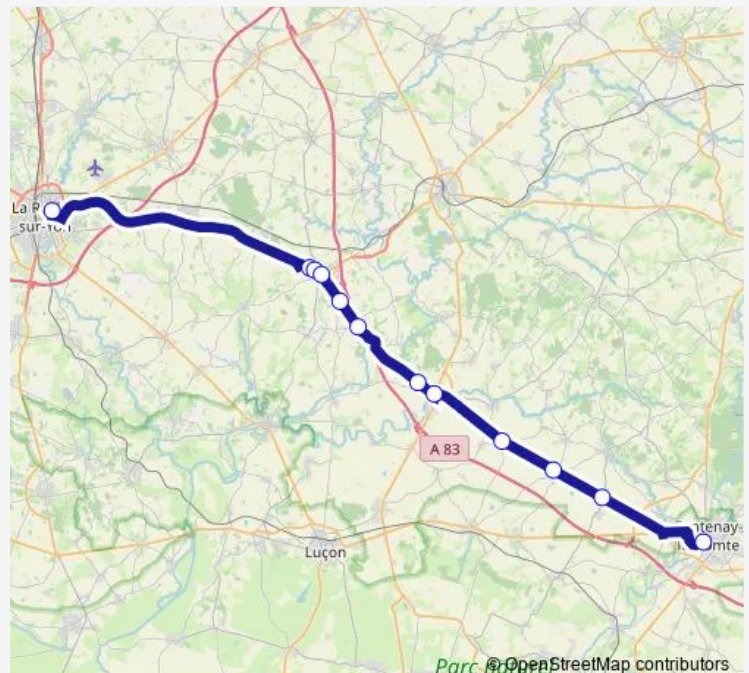 La R
sur-Yon
A 83
Luçon
ntenay
mte
Parc
© OpenStreetMap contributors